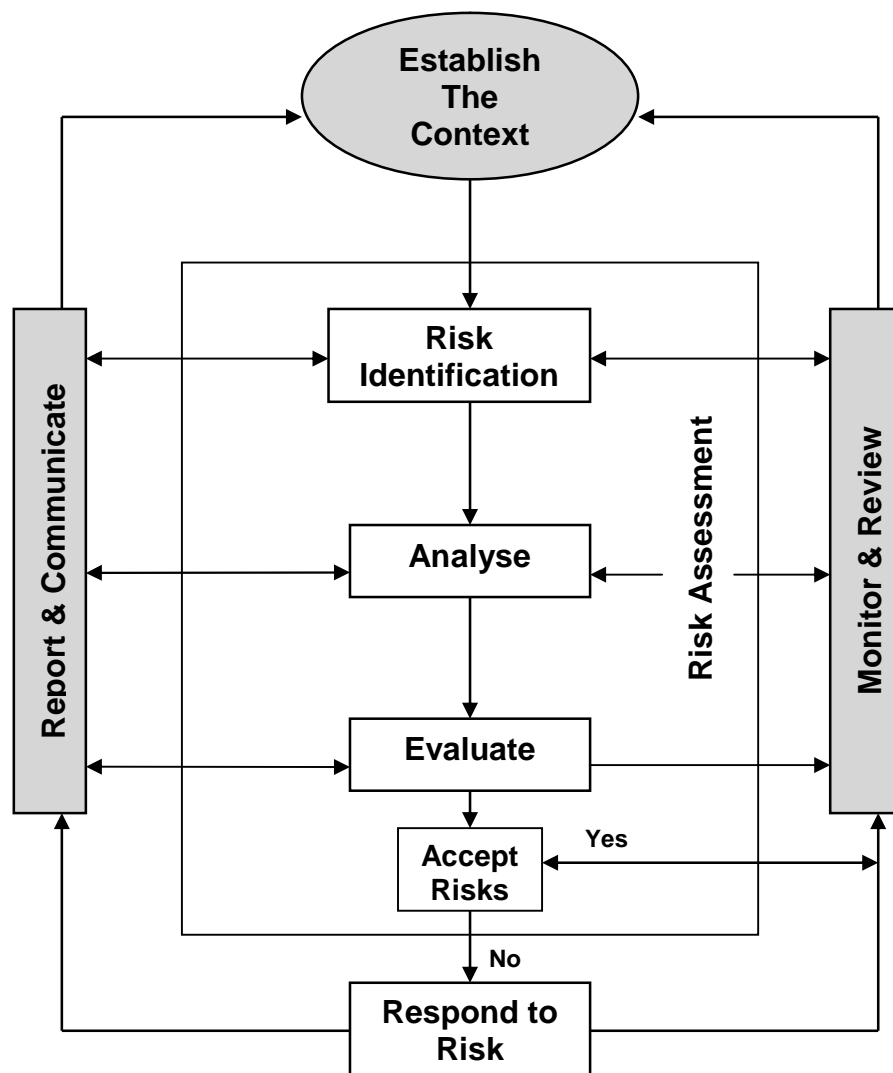 Establish
The
Context
Risk
Identification
Report & Communicate
Analyse
Risk Assessment
Monitor & Review
Evaluate
Accept
Risks
Yes
No
Respond to
Risk